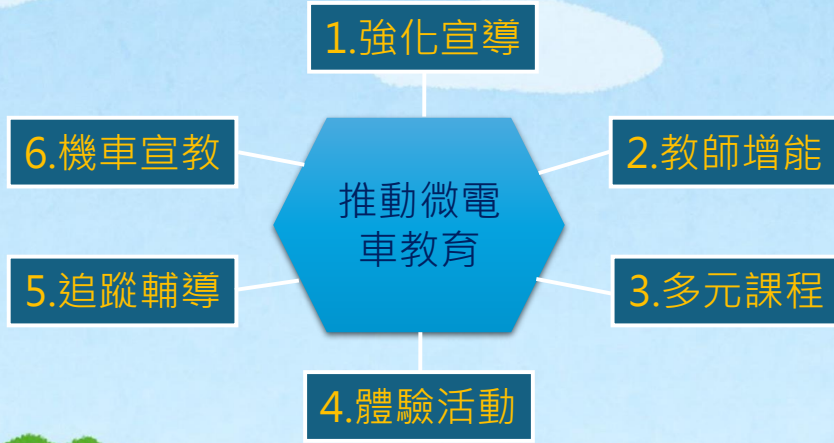 1.強化宣導
6.機車宣教
2.教師增能
推動微電
車教育
5.追蹤輔導
3.多元課程
4.體驗活動